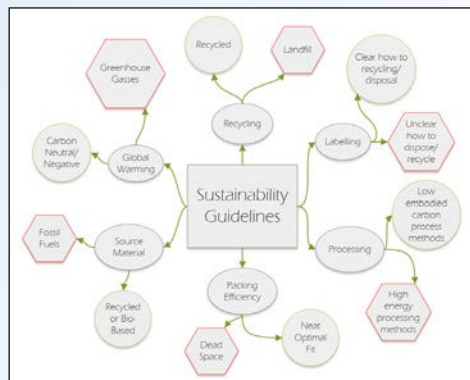 Greenhouse
Gasses
Recycled
Landfill
Clear how to
recycling/
disposal
Carbon
Neutral/
Negative
Global
Warming
Recycling
Labelling
Unclear
how to
dispose/
recycle
Sustainability
Guidelines
Fossil
Fuels
Source
Material
Processing
Low
embodied
carbon
process
methods
Recycled
or Bio-
Based
Packing
Efficiency
Dead
Space
Neat
Optimal
Fit
High
energy
processing
methods